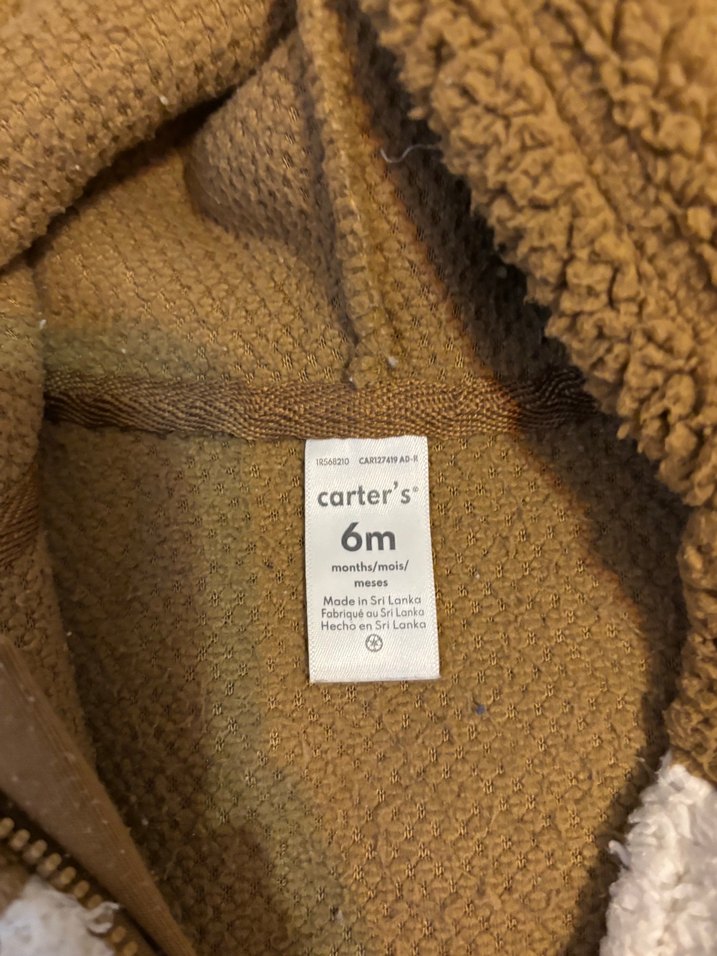 1R568210 CAR127419 AD-R
carter's®
6m
months/mois/
meses
Made in Sri Lanka
Fabriqué au Sri Lanka
Hecho en Sri Lanka